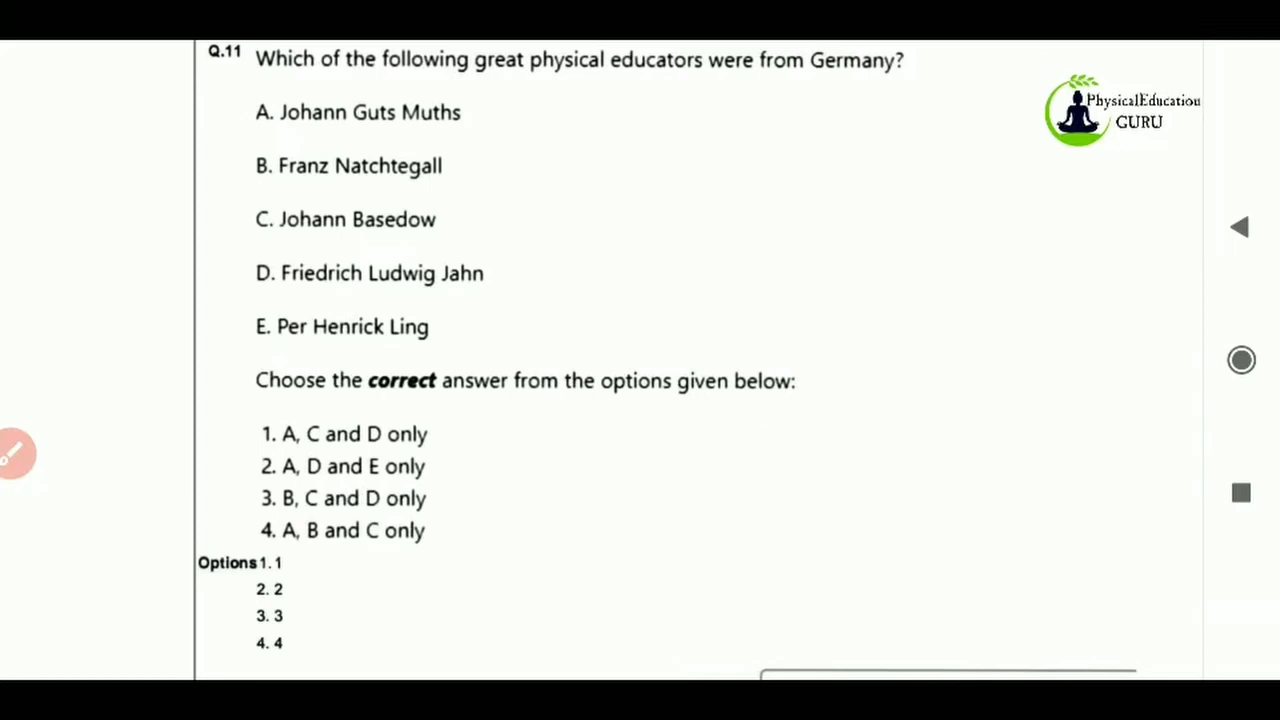 Q.11 Which of the following great physical educators were from Germany?
PhysicalEducation
GURU
A. Johann Guts Muths
B. Franz Natchtegall
C. Johann Basedow
D. Friedrich Ludwig Jahn
E. Per Henrick Ling
Choose the correct answer from the options given below:
1. A, C and D only
2. A, D and E only
3. B, C and D only
4. A, B and C only
Options 1. 1
2. 2
3. 3
4. 4